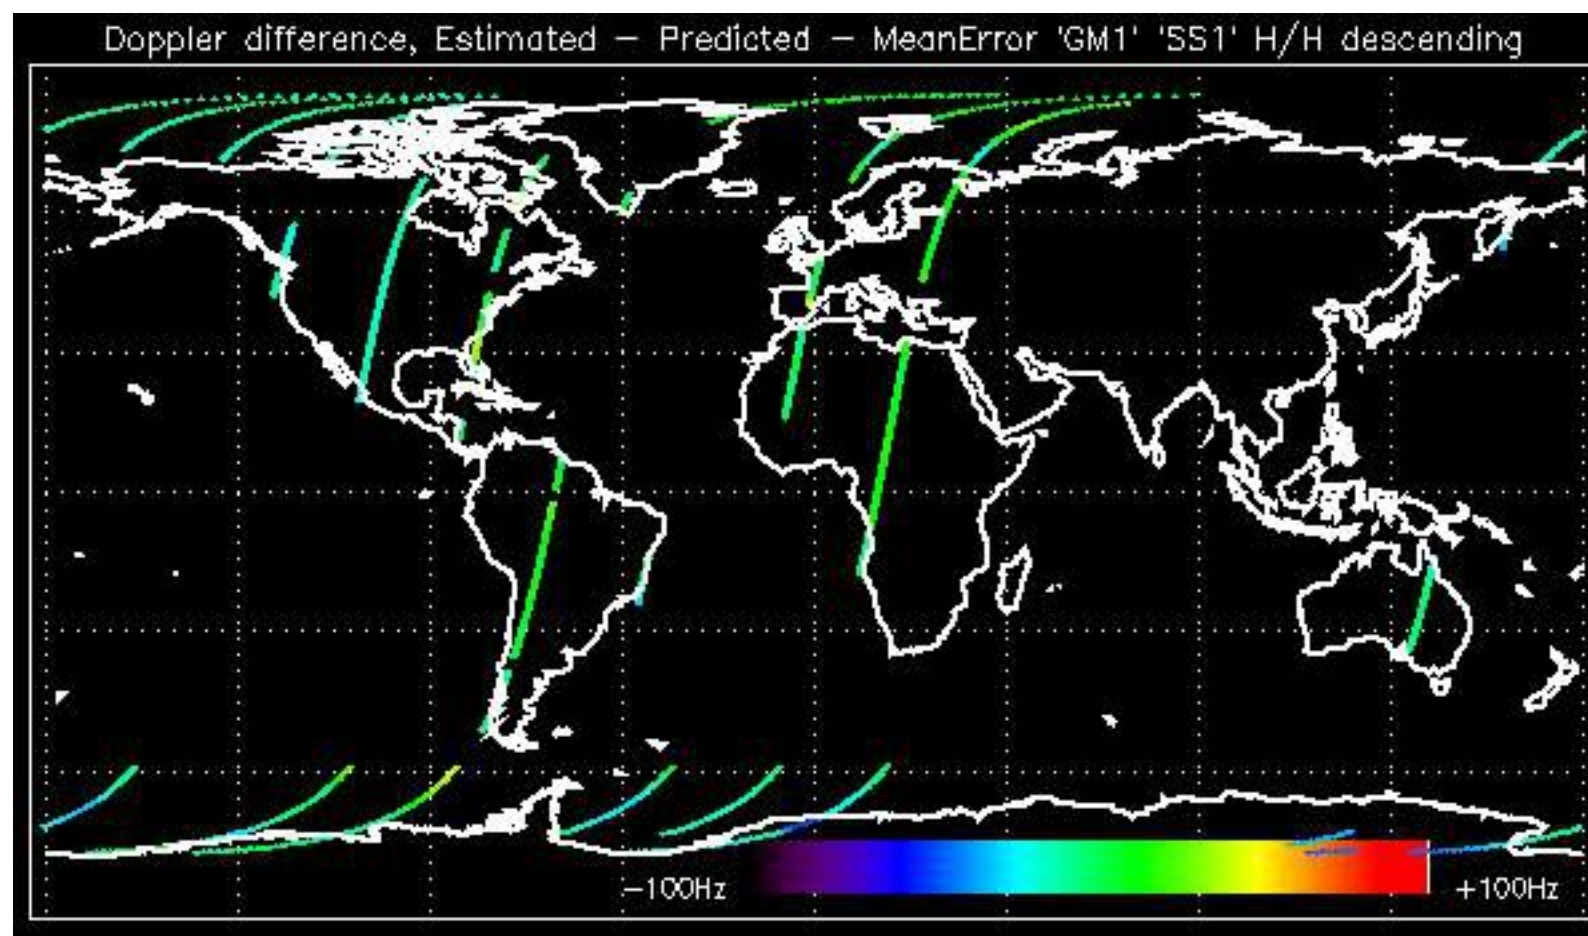 Doppler difference, Estimated − Predicted − MeanError 'GM1' 'SS1' H/H descending
−100Hz
+100Hz